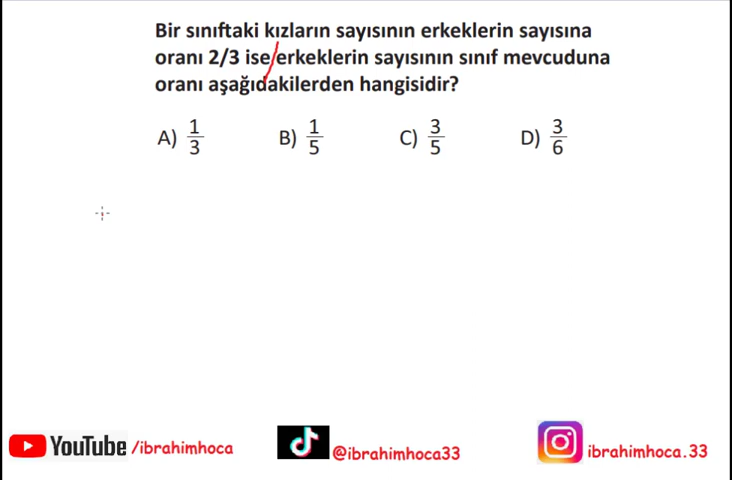 Bir sınıftaki kızların sayısının erkeklerin sayısına
oranı 2/3 ise erkeklerin sayısının sınıf mevcuduna
oranı aşağıdakilerden hangisidir?
A) 1/3 B) 1/5 C) 3/5 D) 3/6
YouTube /ibrahimhoca @ibrahimhoca33 ibrahimhoca.33